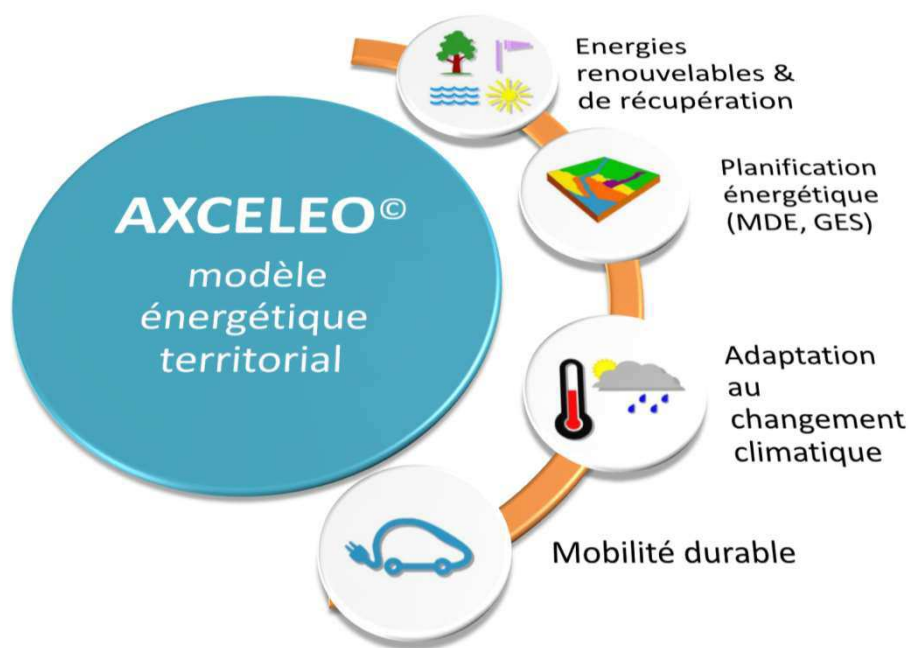 AXCELEO©
modèle
énergétique
territorial
Energies
renouvelables &
de récupération
Planification
énergétique
(MDE, GES)
Adaptation
au
changement
climatique
Mobilité durable